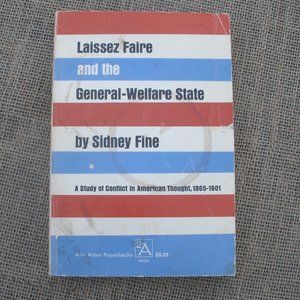 Laissez Faire
and the
General-Welfare State
by Sidney Fine
A Study of Conflict in American Thought, 1865-1901
Ann Arbor Paperbacks
A
AA86
$3.25